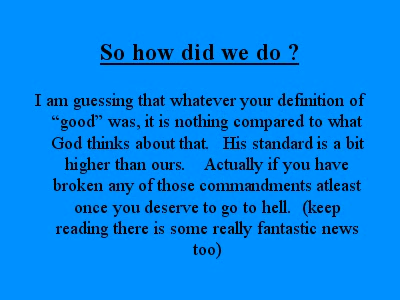 So how did we do ?
I am guessing that whatever your definition of
“good” was, it is nothing compared to what
God thinks about that.   His standard is a bit
higher than ours.    Actually if you have
broken any of those commandments atleast
once you deserve to go to hell.  (keep
reading there is some really fantastic news
too)